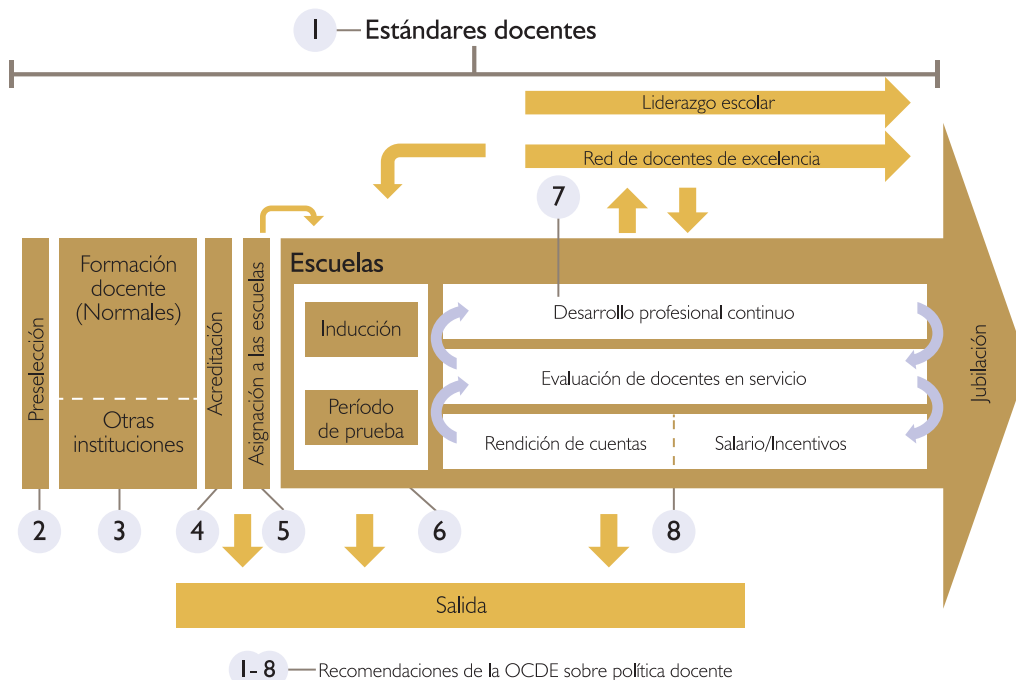 1 Estándares docentes
Liderazgo escolar
Red de docentes de excelencia
7
Preselección
Formación
docente
(Normales)
Otras
instituciones
Acreditación
Asignación a las escuelas
Escuelas
Inducción
Período
de prueba
Desarrollo profesional continuo
Evaluación de docentes en servicio
Rendición de cuentas
Salario/Incentivos
Jubilación
2
3
4
5
6
8
Salida
1-8 Recomendaciones de la OCDE sobre política docente